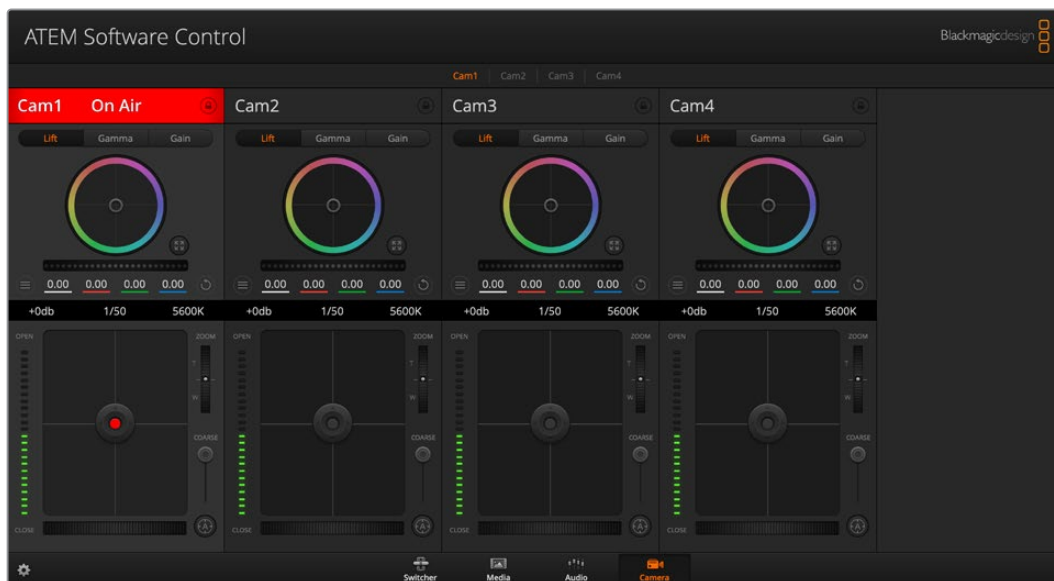 ATEM Software Control
Blackmagicdesign
Cam1 Cam2 Cam3 Cam4
Cam1 On Air Cam2 Cam3 Cam4
Lift Gamma Gain Lift Gamma Gain Lift Gamma Gain Lift Gamma Gain
0.00 0.00 0.00 0.00 0.00 0.00 0.00 0.00 0.00 0.00 0.00 0.00 0.00 0.00 0.00 0.00
+0db 1/50 5600K +0db 1/50 5600K +0db 1/50 5600K +0db 1/50 5600K
OPEN ZOOM OPEN ZOOM OPEN ZOOM OPEN ZOOM
T T T T
W W W W
COARSE COARSE COARSE COARSE
CLOSE A CLOSE A CLOSE A CLOSE A
Switcher Media Audio Camera